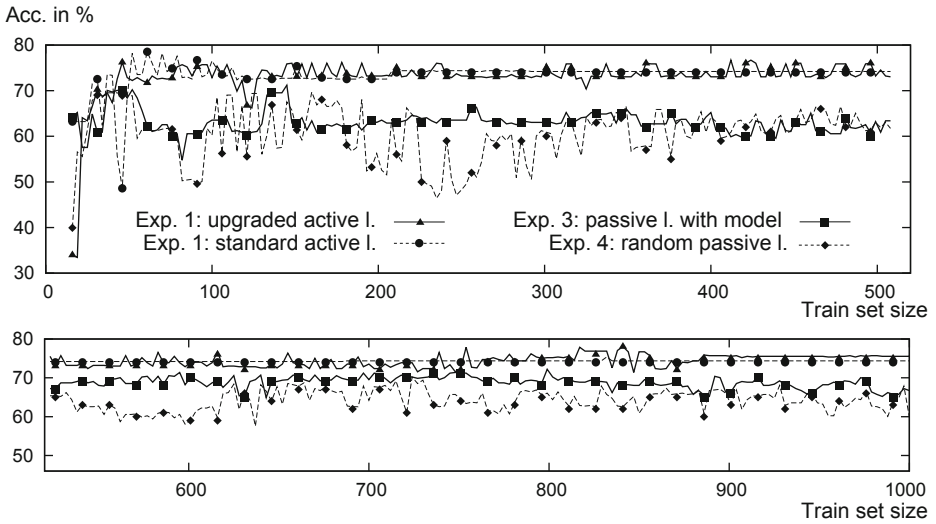 Acc. in %
80
70
60
50
40
30
Exp. 1: upgraded active l.
Exp. 1: standard active l.
Exp. 3: passive l. with model
Exp. 4: random passive l.
0 100 200 300 400 500
Train set size
80
70
60
50
600 700 800 900 1000
Train set size